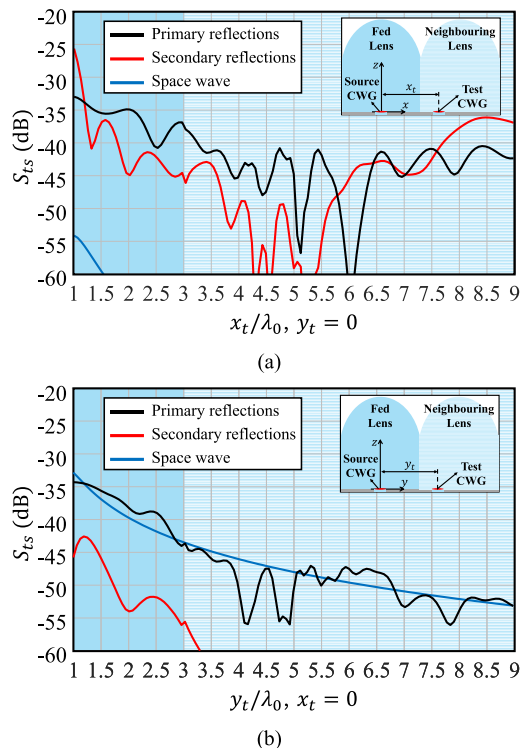 -20
-25
-30
-35
-40
-45
-50
-55
-60
S_ts (dB)
Primary reflections
Secondary reflections
Space wave
Fed Lens
Neighbouring Lens
z
Source CWG
x_t
x
Test CWG
1 1.5 2 2.5 3 3.5 4 4.5 5 5.5 6 6.5 7 7.5 8 8.5 9
x_t/λ_0, y_t = 0
(a)
-20
-25
-30
-35
-40
-45
-50
-55
-60
S_ts (dB)
Primary reflections
Secondary reflections
Space wave
Fed Lens
Neighbouring Lens
z
Source CWG
y_t
y
Test CWG
1 1.5 2 2.5 3 3.5 4 4.5 5 5.5 6 6.5 7 7.5 8 8.5 9
y_t/λ_0, x_t = 0
(b)